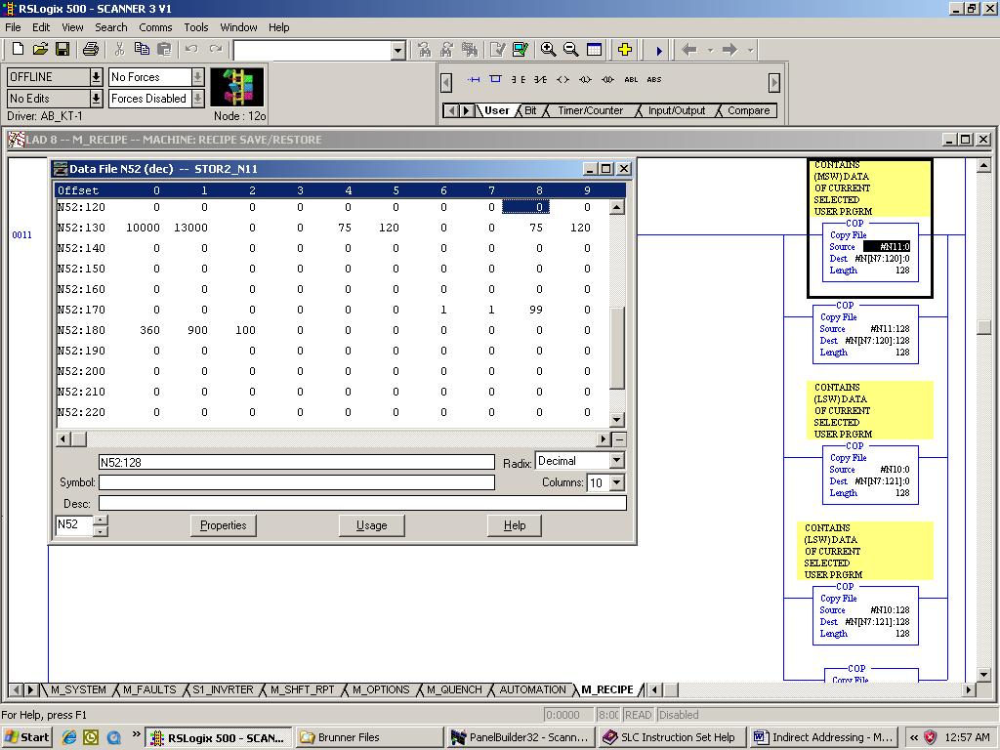 RSLogix 500 - SCANNER 3 V1
File Edit View Search Comms Tools Window Help
OFFLINE No Forces
No Edits Forces Disabled
Driver: AB_KT-1 Node : 12o
ABL ABS
User Bit Timer/Counter Input/Output Compare
LAD 8 -- M_RECIPE -- MACHINE: RECIPE SAVE/RESTORE
Data File N52 (dec) -- STOR2_N11
Offset 0 1 2 3 4 5 6 7 8 9
N52:120 0 0 0 0 0 0 0 0 0 0
N52:130 10000 13000 0 0 75 120 0 0 75 120
N52:140 0 0 0 0 0 0 0 0 0 0
N52:150 0 0 0 0 0 0 0 0 0 0
N52:160 0 0 0 0 0 0 0 0 0 0
N52:170 0 0 0 0 0 0 1 1 99 0
N52:180 360 900 100 0 0 0 0 0 0 0
N52:190 0 0 0 0 0 0 0 0 0 0
N52:200 0 0 0 0 0 0 0 0 0 0
N52:210 0 0 0 0 0 0 0 0 0 0
N52:220 0 0 0 0 0 0 0 0 0 0
N52:128 Radix: Decimal
Symbol: Columns: 10
Desc:
N52 Properties Usage Help
0011
CONTAINS
(MSW) DATA
OF CURRENT
SELECTED
USER PRGRM
COP
Copy File
Source #N11:0
Dest #N[N7:120]:0
Length 128
COP
Copy File
Source #N11:128
Dest #N[N7:120]:128
Length 128
CONTAINS
(LSW) DATA
OF CURRENT
SELECTED
USER PRGRM
COP
Copy File
Source #N10:0
Dest #N[N7:121]:0
Length 128
CONTAINS
(LSW) DATA
OF CURRENT
SELECTED
USER PRGRM
COP
Copy File
Source #N10:128
Dest #N[N7:121]:128
Length 128
COP
Copy File
M_SYSTEM M_FAULTS S1_INVRTER M_SHFT_RPT M_OPTIONS M_QUENCH AUTOMATION M_RECIPE
For Help, press F1 0:0000 8:0 READ Disabled
Start RSLogix 500 - SCAN... Brunner Files PanelBuilder32 - Scann... SLC Instruction Set Help Indirect Addressing - M... 12:57 AM